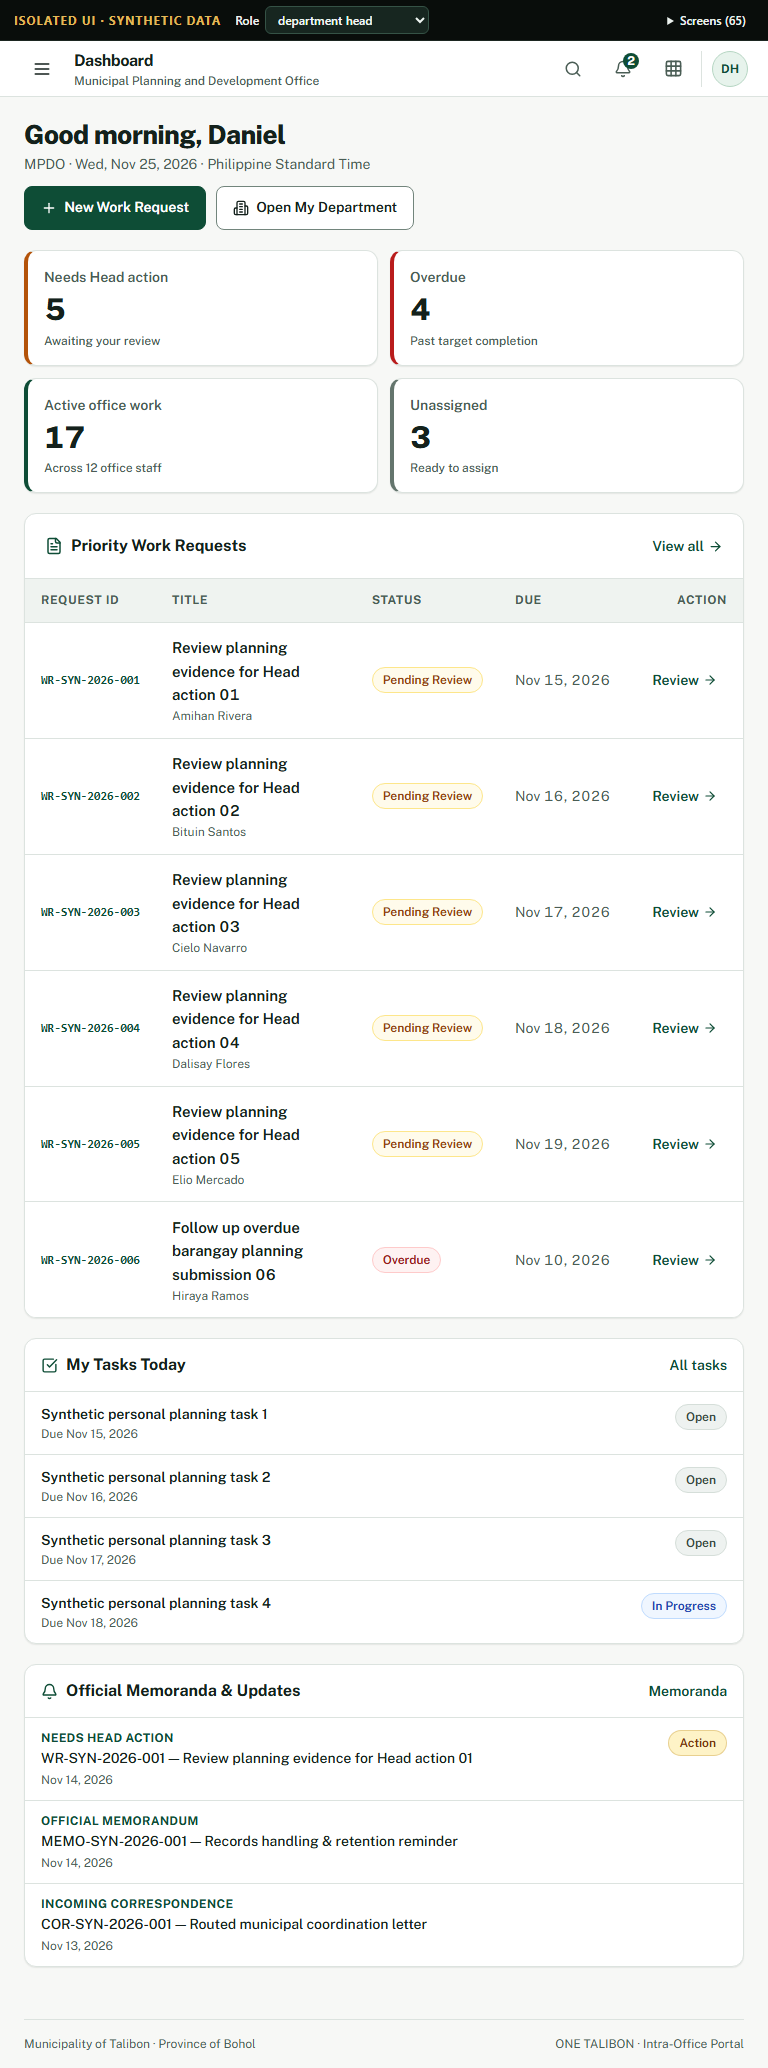 ISOLATED UI · SYNTHETIC DATA Role department head Screens (65)
Dashboard
Municipal Planning and Development Office
2
DH
Good morning, Daniel
MPDO · Wed, Nov 25, 2026 · Philippine Standard Time
New Work Request
Open My Department
Needs Head action
5
Awaiting your review
Overdue
4
Past target completion
Active office work
17
Across 12 office staff
Unassigned
3
Ready to assign
Priority Work Requests
View all →
REQUEST ID TITLE STATUS DUE ACTION
WR-SYN-2026-001
Review planning
evidence for Head
action 01
Amihan Rivera
Pending Review
Nov 15, 2026
Review →
WR-SYN-2026-002
Review planning
evidence for Head
action 02
Bituin Santos
Pending Review
Nov 16, 2026
Review →
WR-SYN-2026-003
Review planning
evidence for Head
action 03
Cielo Navarro
Pending Review
Nov 17, 2026
Review →
WR-SYN-2026-004
Review planning
evidence for Head
action 04
Dalisay Flores
Pending Review
Nov 18, 2026
Review →
WR-SYN-2026-005
Review planning
evidence for Head
action 05
Elio Mercado
Pending Review
Nov 19, 2026
Review →
WR-SYN-2026-006
Follow up overdue
barangay planning
submission 06
Hiraya Ramos
Overdue
Nov 10, 2026
Review →
My Tasks Today
All tasks
Synthetic personal planning task 1
Due Nov 15, 2026
Open
Synthetic personal planning task 2
Due Nov 16, 2026
Open
Synthetic personal planning task 3
Due Nov 17, 2026
Open
Synthetic personal planning task 4
Due Nov 18, 2026
In Progress
Official Memoranda & Updates
Memoranda
NEEDS HEAD ACTION
WR-SYN-2026-001 — Review planning evidence for Head action 01
Nov 14, 2026
Action
OFFICIAL MEMORANDUM
MEMO-SYN-2026-001 — Records handling & retention reminder
Nov 14, 2026
INCOMING CORRESPONDENCE
COR-SYN-2026-001 — Routed municipal coordination letter
Nov 13, 2026
Municipality of Talibon · Province of Bohol
ONE TALIBON · Intra-Office Portal